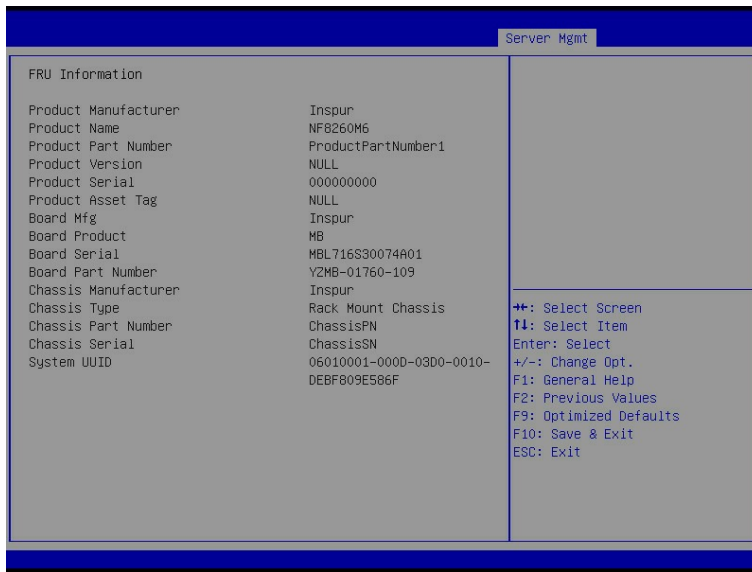 Server Mgmt
FRU Information
Product Manufacturer Inspur
Product Name NF8260M6
Product Part Number ProductPartNumber1
Product Version NULL
Product Serial 000000000
Product Asset Tag NULL
Board Mfg Inspur
Board Product MB
Board Serial MBL716S30074A01
Board Part Number YZMB-01760-109
Chassis Manufacturer Inspur
Chassis Type Rack Mount Chassis
Chassis Part Number ChassisPN
Chassis Serial ChassisSN
System UUID 06010001-000D-03D0-0010-
DEBF809E586F
→←: Select Screen
↑↓: Select Item
Enter: Select
+/-: Change Opt.
F1: General Help
F2: Previous Values
F9: Optimized Defaults
F10: Save & Exit
ESC: Exit